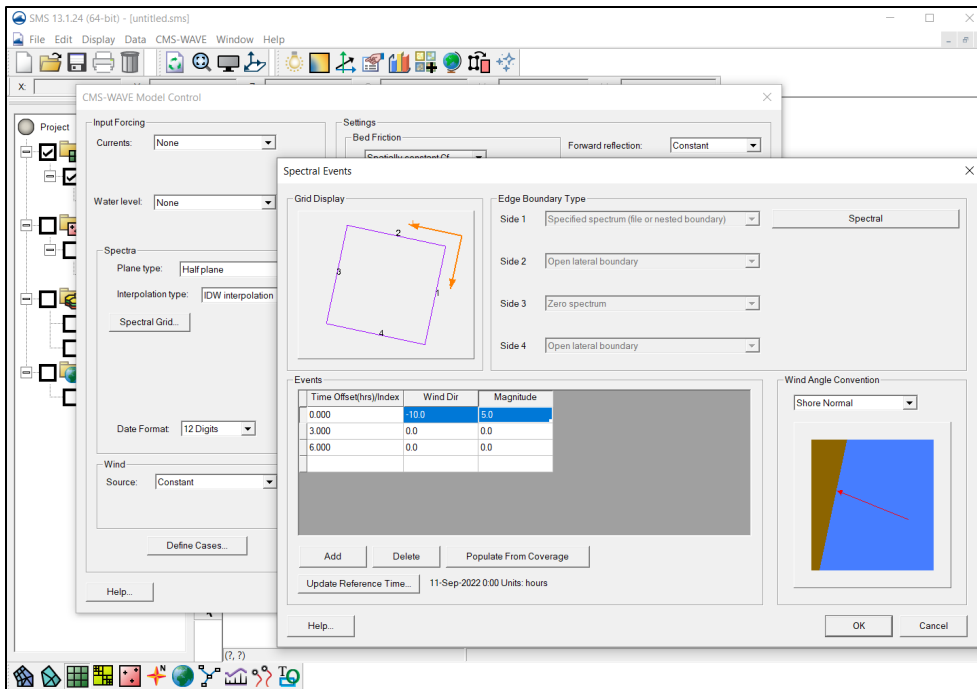 SMS 13.1.24 (64-bit) - [untitled.sms]
File Edit Display Data CMS-WAVE Window Help
X:
CMS-WAVE Model Control
Project
Input Forcing
Currents: None
Water level: None
Settings
Bed Friction
Spatially constant Cf
Forward reflection: Constant
Spectra
Plane type: Half plane
Interpolation type: IDW interpolation
Spectral Grid...
Date Format: 12 Digits
Wind
Source: Constant
Define Cases...
Help...
Spectral Events
Grid Display
2
3
1
4
Edge Boundary Type
Side 1 Specified spectrum (file or nested boundary) Spectral
Side 2 Open lateral boundary
Side 3 Zero spectrum
Side 4 Open lateral boundary
Events
Time Offset(hrs)/Index Wind Dir Magnitude
0.000 -10.0 5.0
3.000 0.0 0.0
6.000 0.0 0.0
Add Delete Populate From Coverage
Update Reference Time... 11-Sep-2022 0:00 Units: hours
Wind Angle Convention
Shore Normal
Help... OK Cancel
(?, ?)
N
TQ